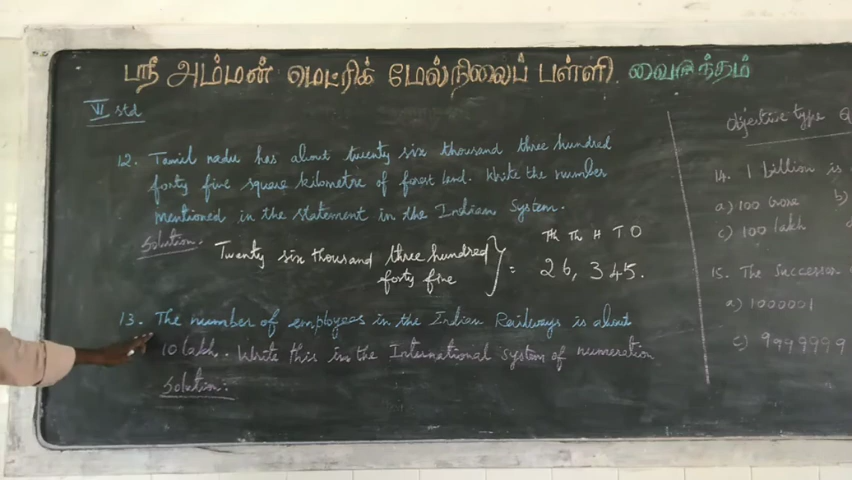 ஸ்ரீ அம்மன் மெட்ரிக் மேல்நிலைப் பள்ளி. வைகுந்தம்
VI std
12. Tamil nadu has about twenty six thousand three hundred
forty five square kilometre of forest land. Write the number
mentioned in the statement in the Indian System.
Solution.
Th Th H T O
Twenty six thousand three hundred
forty five } = 26, 345.
13. The number of employees in the Indian Railways is about
10 lakh. Write this in the International System of numeration
Solution:
Objective type Q
14. 1 billion is
a) 100 crore b)
c) 100 lakh
15. The Successor
a) 1000001
c) 9999999